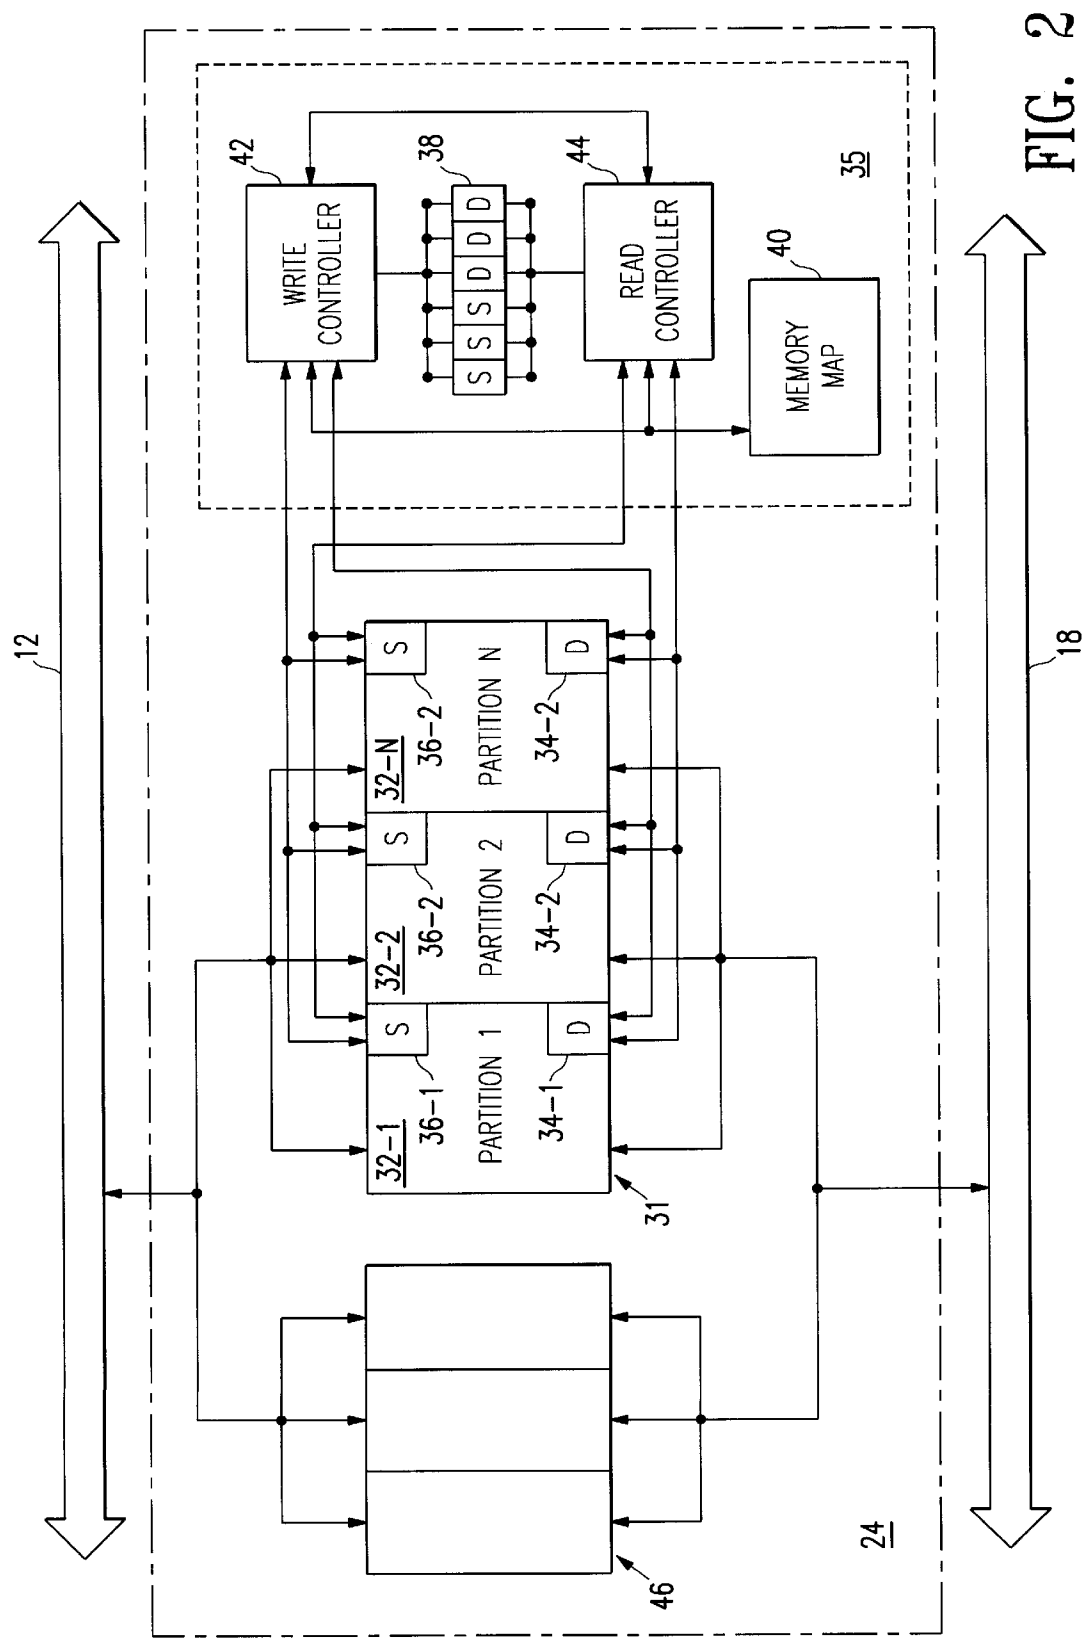 12
42
WRITE
CONTROLLER
38
S S S D D D
44
READ
CONTROLLER
40
MEMORY
MAP
35
S
S
S
36-1
36-2
36-2
32-1
32-2
32-N
PARTITION 1
PARTITION 2
PARTITION N
34-1
34-2
34-2
D
D
D
31
46
24
18
FIG. 2